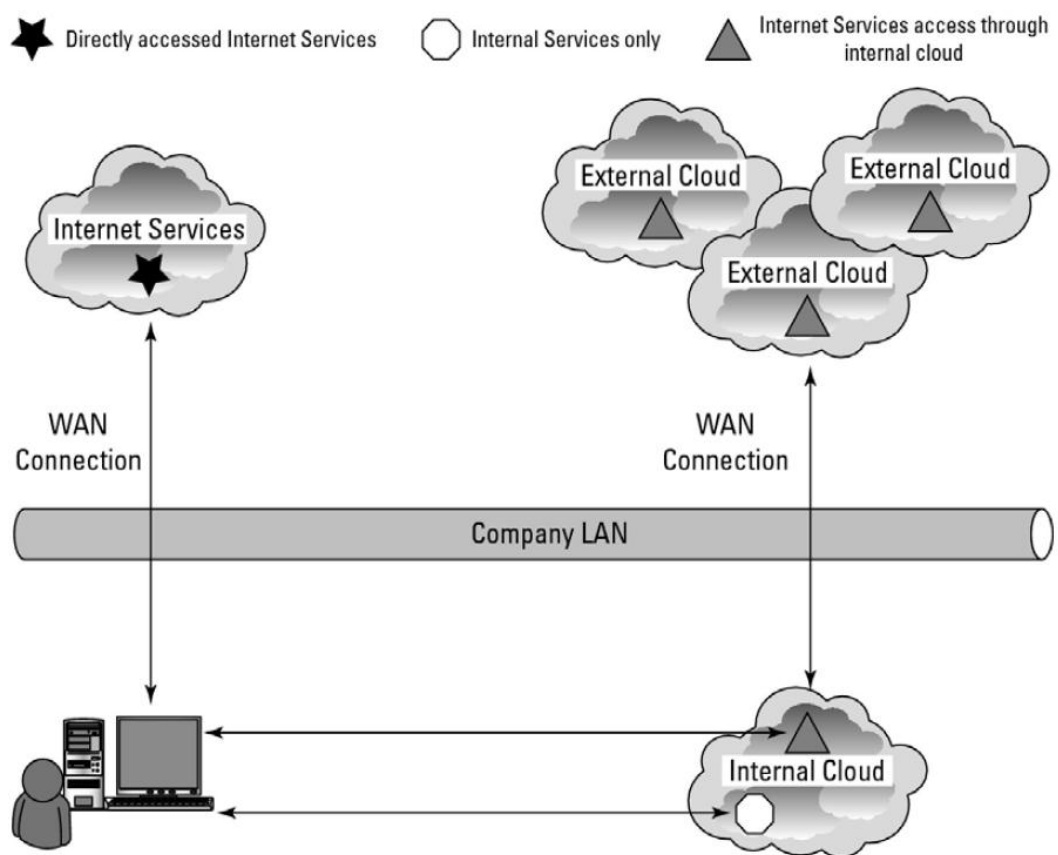 Directly accessed Internet Services
Internal Services only
Internet Services access through
internal cloud
External Cloud
External Cloud
Internet Services
External Cloud
WAN
Connection
WAN
Connection
Company LAN
Internal Cloud